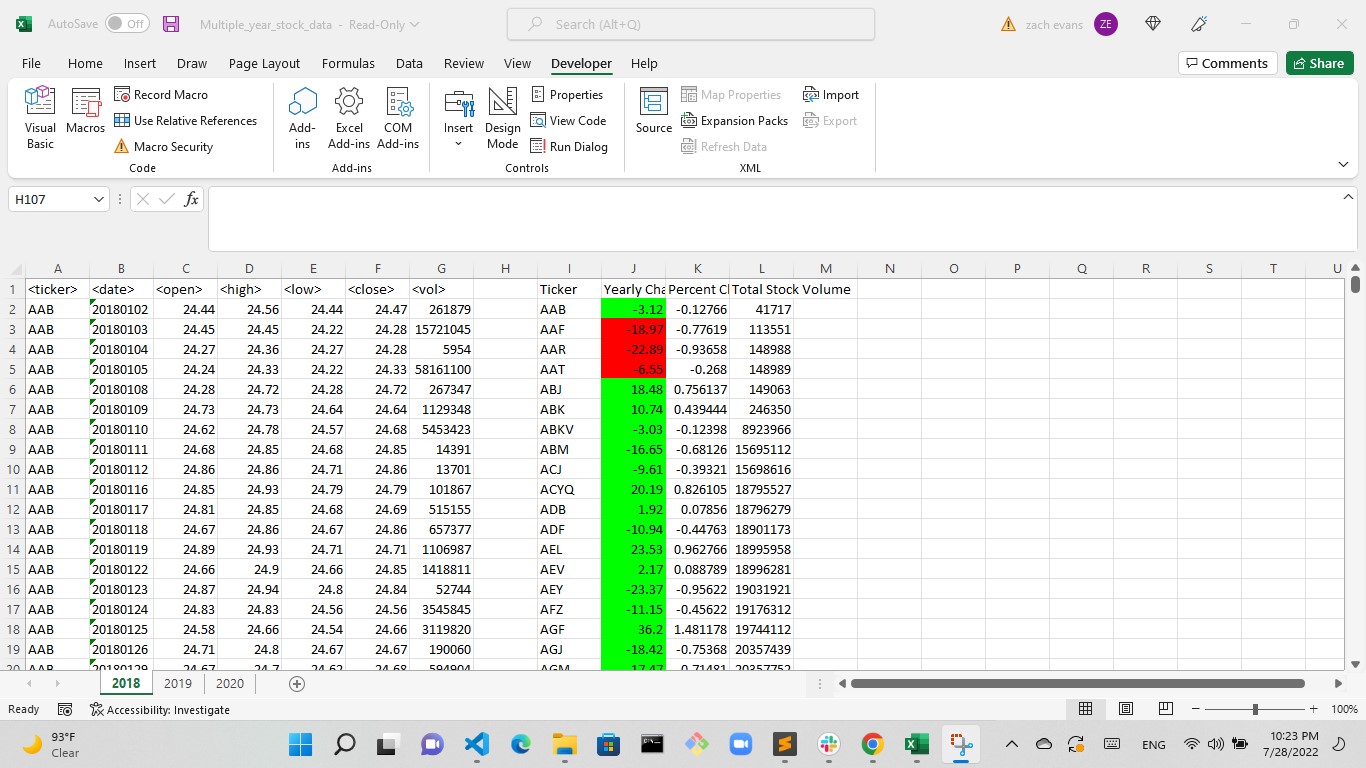 AutoSave Off Multiple_year_stock_data - Read-Only Search (Alt+Q) zach evans ZE
File Home Insert Draw Page Layout Formulas Data Review View Developer Help Comments Share
Visual Basic
Macros
Record Macro
Use Relative References
Macro Security
Code
Add-ins
Excel Add-ins
COM Add-ins
Add-ins
Insert
Design Mode
Properties
View Code
Run Dialog
Controls
Source
Map Properties
Expansion Packs
Refresh Data
Import
Export
XML
H107 fx
A B C D E F G H I J K L M N O P Q R S T U
1 <ticker> <date> <open> <high> <low> <close> <vol> Ticker Yearly Cha Percent Cl Total Stock Volume
2 AAB 20180102 24.44 24.56 24.44 24.47 261879 AAB -3.12 -0.12766 41717
3 AAB 20180103 24.45 24.45 24.22 24.28 15721045 AAF -18.97 -0.77619 113551
4 AAB 20180104 24.27 24.36 24.27 24.28 5954 AAR -22.89 -0.93658 148988
5 AAB 20180105 24.24 24.33 24.22 24.33 58161100 AAT -6.55 -0.268 148989
6 AAB 20180108 24.28 24.72 24.28 24.72 267347 ABJ 18.48 0.756137 149063
7 AAB 20180109 24.73 24.73 24.64 24.64 1129348 ABK 10.74 0.439444 246350
8 AAB 20180110 24.62 24.78 24.57 24.68 5453423 ABKV -3.03 -0.12398 8923966
9 AAB 20180111 24.68 24.85 24.68 24.85 14391 ABM -16.65 -0.68126 15695112
10 AAB 20180112 24.86 24.86 24.71 24.86 13701 ACJ -9.61 -0.39321 15698616
11 AAB 20180116 24.85 24.93 24.79 24.79 101867 ACYQ 20.19 0.826105 18795527
12 AAB 20180117 24.81 24.85 24.68 24.69 515155 ADB 1.92 0.07856 18796279
13 AAB 20180118 24.67 24.86 24.67 24.86 657377 ADF -10.94 -0.44763 18901173
14 AAB 20180119 24.89 24.93 24.71 24.71 1106987 AEL 23.53 0.962766 18995958
15 AAB 20180122 24.66 24.9 24.66 24.85 1418811 AEV 2.17 0.088789 18996281
16 AAB 20180123 24.87 24.94 24.8 24.84 52744 AEY -23.37 -0.95622 19031921
17 AAB 20180124 24.83 24.83 24.56 24.56 3545845 AFZ -11.15 -0.45622 19176312
18 AAB 20180125 24.58 24.66 24.54 24.66 3119820 AGF 36.2 1.481178 19744112
19 AAB 20180126 24.71 24.8 24.67 24.67 190060 AGJ -18.42 -0.75368 20357439
20 AAB 20180129 24.67 24.7 24.62 24.68 594904 AGM 20357752
2018 2019 2020
Ready Accessibility: Investigate 100%
93°F
Clear
ENG
10:23 PM
7/28/2022